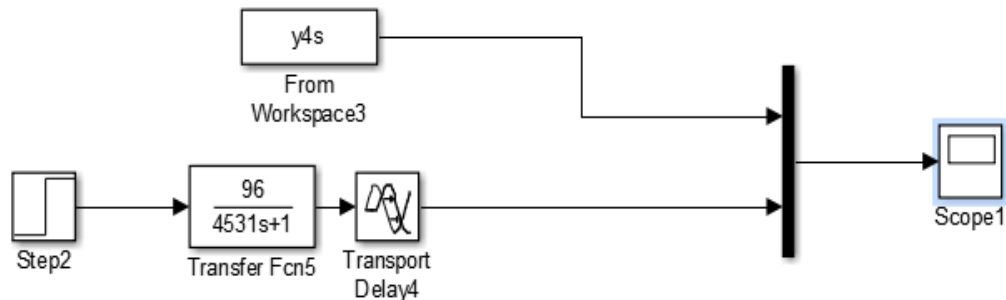 y4s
From
Workspace3
Step2
96
4531s+1
Transfer Fcn5
Transport
Delay4
Scope1